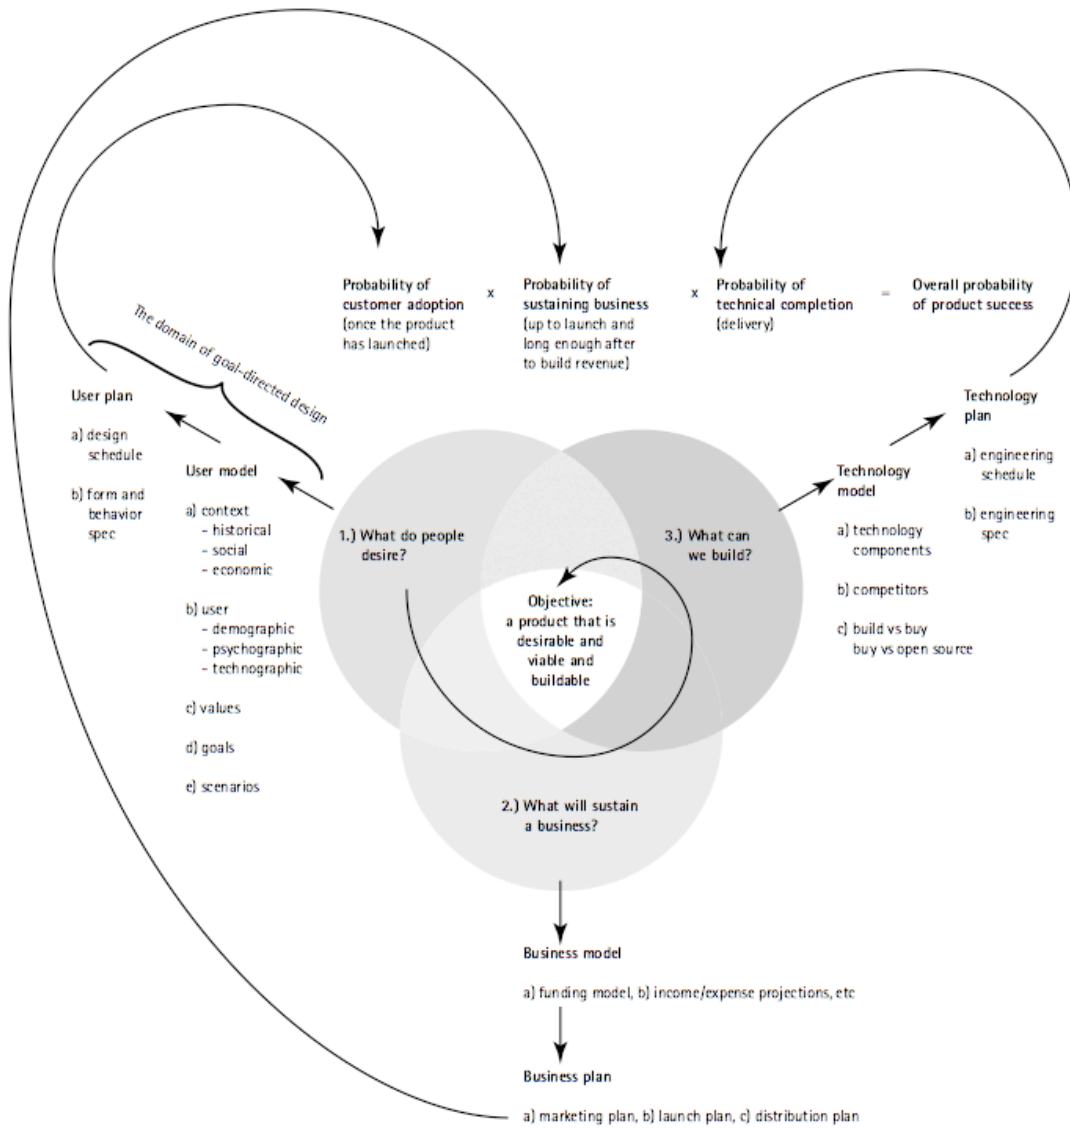 Probability of
customer adoption
(once the product
has launched)
x
Probability of
sustaining business
(up to launch and
long enough after
to build revenue)
x
Probability of
technical completion
(delivery)
=
Overall probability
of product success
The domain of goal-directed design
User plan
a) design
schedule
b) form and
behavior
spec
User model
a) context
- historical
- social
- economic
b) user
- demographic
- psychographic
- technographic
c) values
d) goals
e) scenarios
1.) What do people
desire?
3.) What can
we build?
Objective:
a product that is
desirable and
viable and
buildable
2.) What will sustain
a business?
Technology
model
a) technology
components
b) competitors
c) build vs buy
buy vs open source
Technology
plan
a) engineering
schedule
b) engineering
spec
Business model
a) funding model, b) income/expense projections, etc
Business plan
a) marketing plan, b) launch plan, c) distribution plan